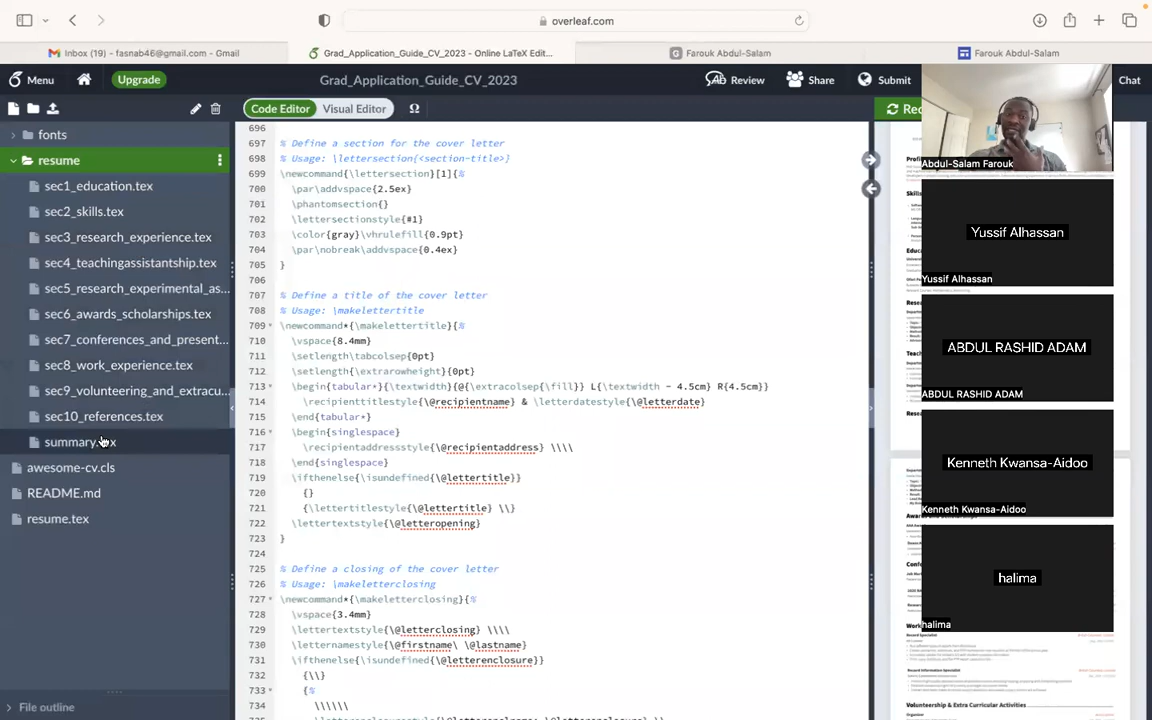 overleaf.com
Inbox (19) - fasnab46@gmail.com - Gmail
Grad_Application_Guide_CV_2023 - Online LaTeX Edit...
Farouk Abdul-Salam
Farouk Abdul-Salam
Menu
Upgrade
Grad_Application_Guide_CV_2023
Review
Share
Submit
Chat
Code Editor
Visual Editor
Ω
Rec
fonts
resume
sec1_education.tex
sec2_skills.tex
sec3_research_experience.tex
sec4_teachingassistantship.tex
sec5_research_experimental_as...
sec6_awards_scholarships.tex
sec7_conferences_and_present...
sec8_work_experience.tex
sec9_volunteering_and_extracu...
sec10_references.tex
summary.tex
awesome-cv.cls
README.md
resume.tex
File outline
696
697 % Define a section for the cover letter
698 % Usage: \lettersection{<section-title>}
699 \newcommand{\lettersection}[1]{%
700 \par\addvspace{2.5ex}
701 \phantomsection{}
702 \lettersectionstyle{#1}
703 \color{gray}\vhrulefill{0.9pt}
704 \par\nobreak\addvspace{0.4ex}
705 }
706
707 % Define a title of the cover letter
708 % Usage: \makelettertitle
709 \newcommand*{\makelettertitle}{%
710 \vspace{8.4mm}
711 \setlength\tabcolsep{0pt}
712 \setlength{\extrarowheight}{0pt}
713 \begin{tabular*}{\textwidth}{@{\extracolsep{\fill}} L{\textwidth - 4.5cm} R{4.5cm}}
714 \recipienttitlestyle{\@recipientname} & \letterdatestyle{\@letterdate}
715 \end{tabular*}
716 \begin{singlespace}
717 \recipientaddressstyle{\@recipientaddress} \\\\
718 \end{singlespace}
719 \ifthenelse{\isundefined{\@lettertitle}}
720 {}
721 {\lettertitlestyle{\@lettertitle} \\}
722 \lettertextstyle{\@letteropening}
723 }
724
725 % Define a closing of the cover letter
726 % Usage: \makeletterclosing
727 \newcommand*{\makeletterclosing}{%
728 \vspace{3.4mm}
729 \lettertextstyle{\@letterclosing} \\\\
730 \letternamestyle{\@firstname\ \@lastname}
731 \ifthenelse{\isundefined{\@letterenclosure}}
732 {\\}
733 {%
734 \\\\\\
Skills
Volunteering & Extra Curricular Activities
Abdul-Salam Farouk
Yussif Alhassan
Yussif Alhassan
ABDUL RASHID ADAM
ABDUL RASHID ADAM
Kenneth Kwansa-Aidoo
Kenneth Kwansa-Aidoo
halima
halima